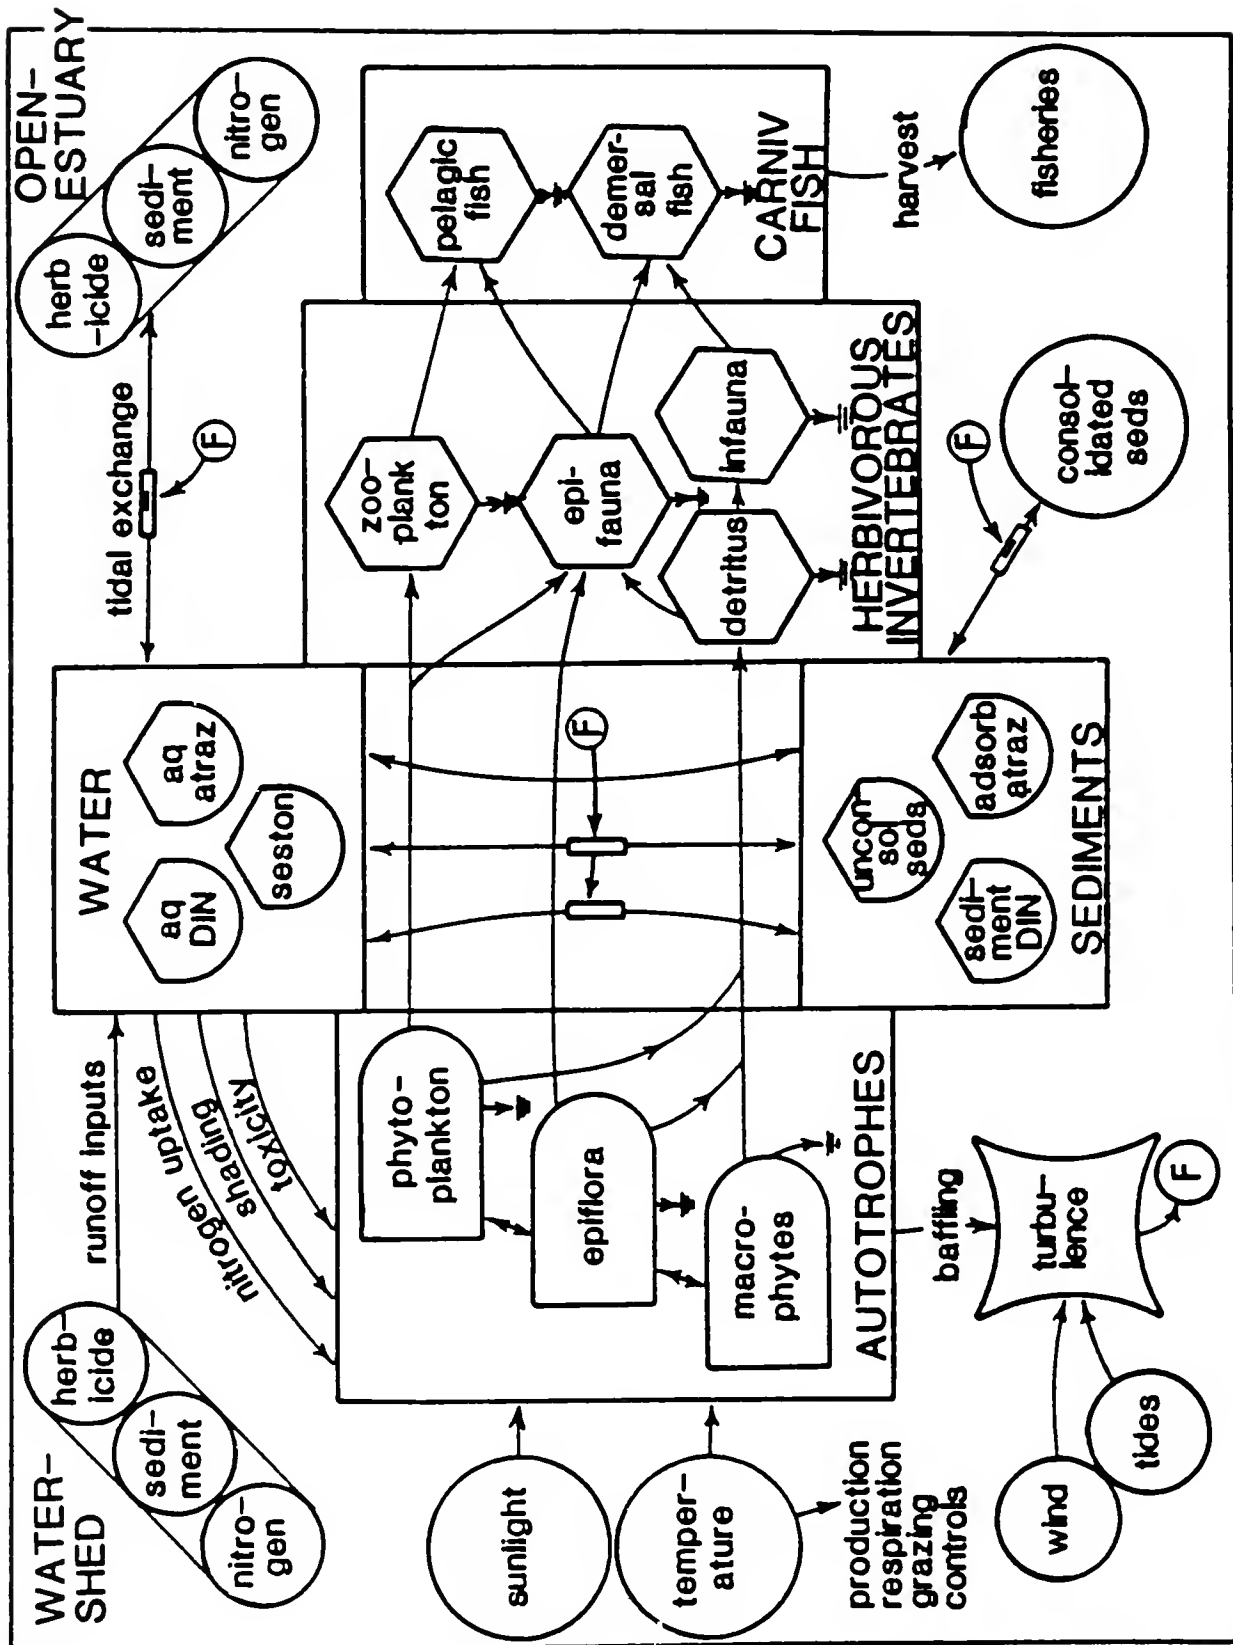 WATER-
SHED
nitro-
gen
sedi-
ment
herb-
icide
runoff inputs
nitrogen uptake
shading
toxicity
WATER
aq
DIN
aq
atraz
seston
tidal exchange
F
OPEN-
ESTUARY
herb
-icide
sedi-
ment
nitro-
gen
sunlight
temper-
ature
production
respiration
grazing
controls
phyto-
plankton
epiflora
macro-
phytes
AUTOTROPHES
F
zoo-
plank
ton
epi-
fauna
detritus
infauna
HERBIVOROUS
INVERTEBRATES
pelagic
fish
demer-
sal
fish
CARNIV
FISH
harvest
fisheries
uncon
sol
seds
sedi-
ment
DIN
adsorb
atraz
SEDIMENTS
F
consol-
idated
seds
baffling
turbu-
lence
F
wind
tides